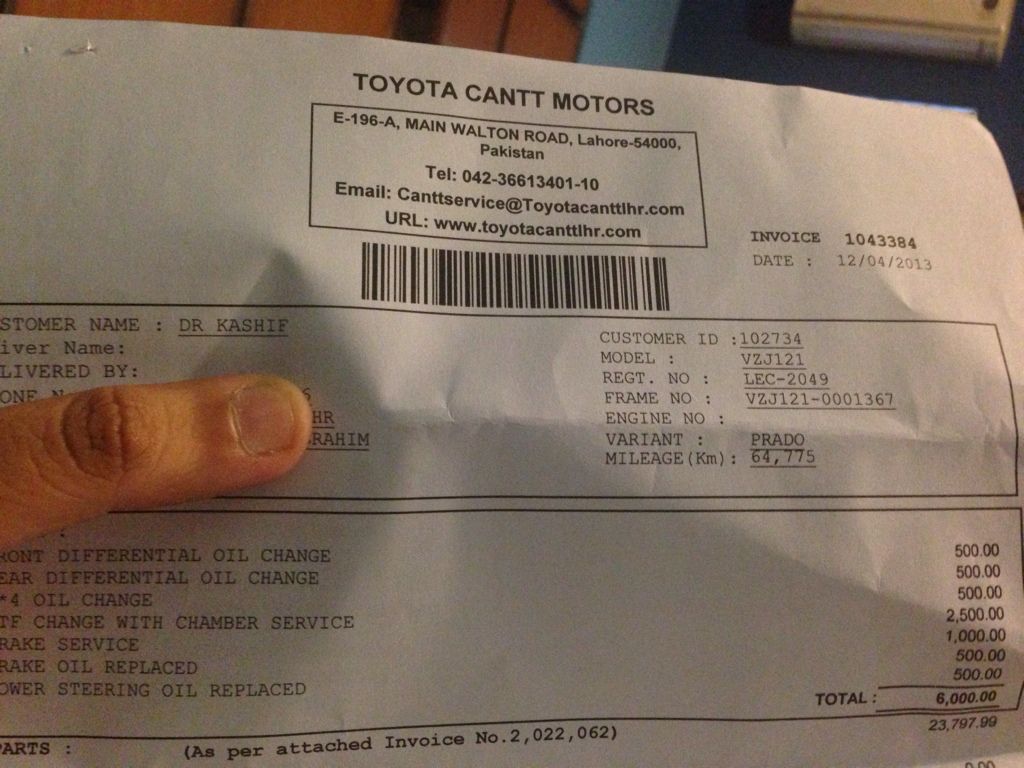 TOYOTA CANTT MOTORS
E-196-A, MAIN WALTON ROAD, Lahore-54000,
Pakistan
Tel: 042-36613401-10
Email: Canttservice@Toyotacanttlhr.com
URL: www.toyotacanttlhr.com
INVOICE 1043384
DATE : 12/04/2013
STOMER NAME : DR KASHIF
iver Name:
LIVERED BY:
ONE N 6
HR
RAHIM
CUSTOMER ID :102734
MODEL : VZJ121
REGT. NO : LEC-2049
FRAME NO : VZJ121-0001367
ENGINE NO :
VARIANT : PRADO
MILEAGE(Km): 64,775
RONT DIFFERENTIAL OIL CHANGE 500.00
EAR DIFFERENTIAL OIL CHANGE 500.00
*4 OIL CHANGE 500.00
TF CHANGE WITH CHAMBER SERVICE 2,500.00
RAKE SERVICE 1,000.00
RAKE OIL REPLACED 500.00
OWER STEERING OIL REPLACED 500.00
TOTAL : 6,000.00
PARTS : (As per attached Invoice No.2,022,062) 23,797.99
0.00